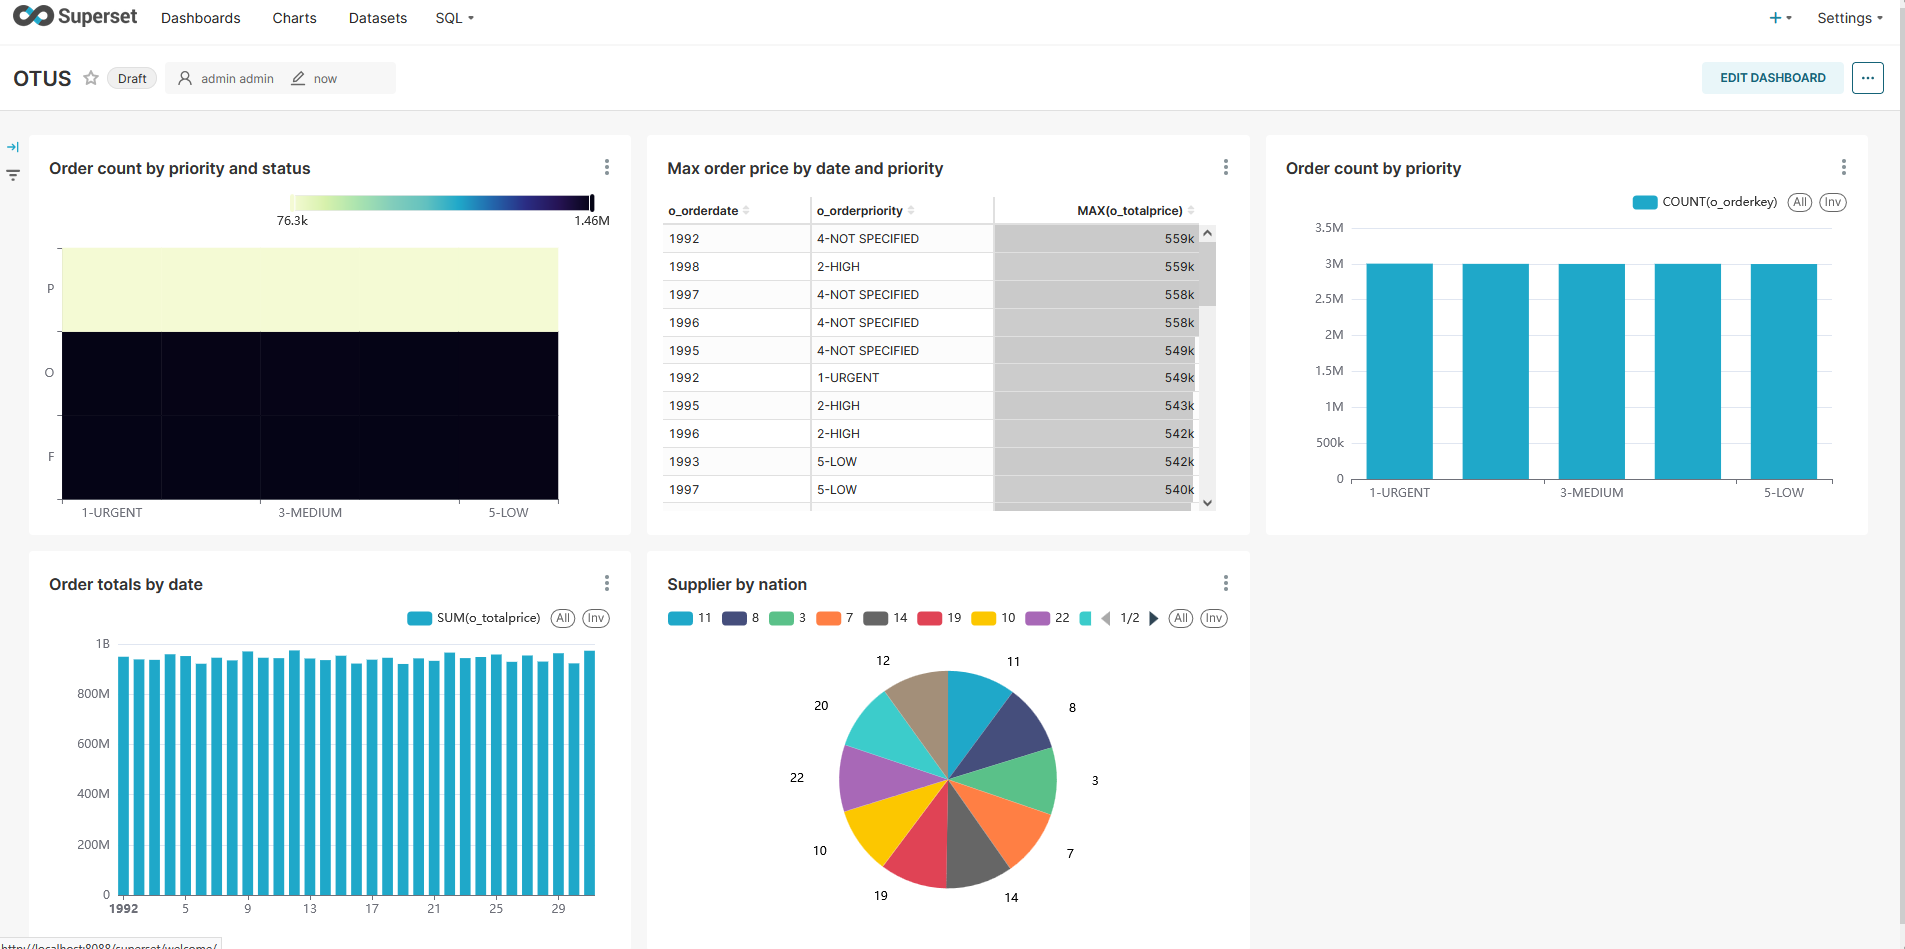 Superset Dashboards Charts Datasets SQL + Settings
OTUS Draft admin admin now EDIT DASHBOARD ...
Order count by priority and status
76.3k 1.46M
P
O
F
1-URGENT 3-MEDIUM 5-LOW
Max order price by date and priority
o_orderdate o_orderpriority MAX(o_totalprice)
1992 4-NOT SPECIFIED 559k
1998 2-HIGH 559k
1997 4-NOT SPECIFIED 558k
1996 4-NOT SPECIFIED 558k
1995 4-NOT SPECIFIED 549k
1992 1-URGENT 549k
1995 2-HIGH 543k
1996 2-HIGH 542k
1993 5-LOW 542k
1997 5-LOW 540k
Order count by priority
COUNT(o_orderkey) All Inv
3.5M
3M
2.5M
2M
1.5M
1M
500k
0
1-URGENT 3-MEDIUM 5-LOW
Order totals by date
SUM(o_totalprice) All Inv
1B
800M
600M
400M
200M
0
1992 5 9 13 17 21 25 29
Supplier by nation
11 8 3 7 14 19 10 22 1/2 All Inv
12 11
20 8
22 3
10 7
19 14
http://localhost:8088/superset/welcome/